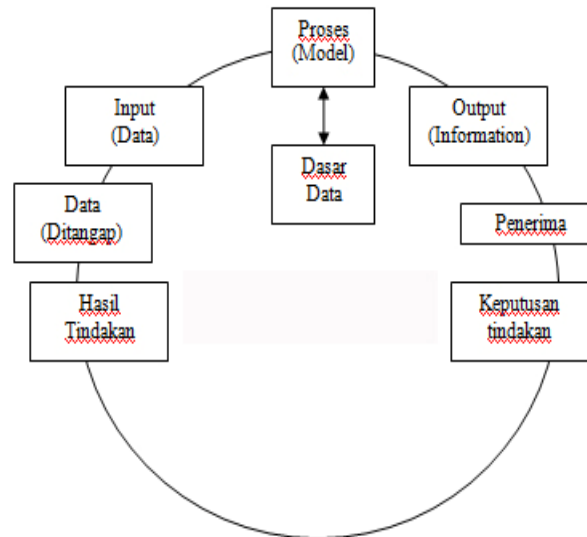 Proses
(Model)
Input
(Data)
Output
(Information)
Dasar
Data
Data
(Ditangap)
Penerima
Hasil
Tindakan
Keputusan
tindakan